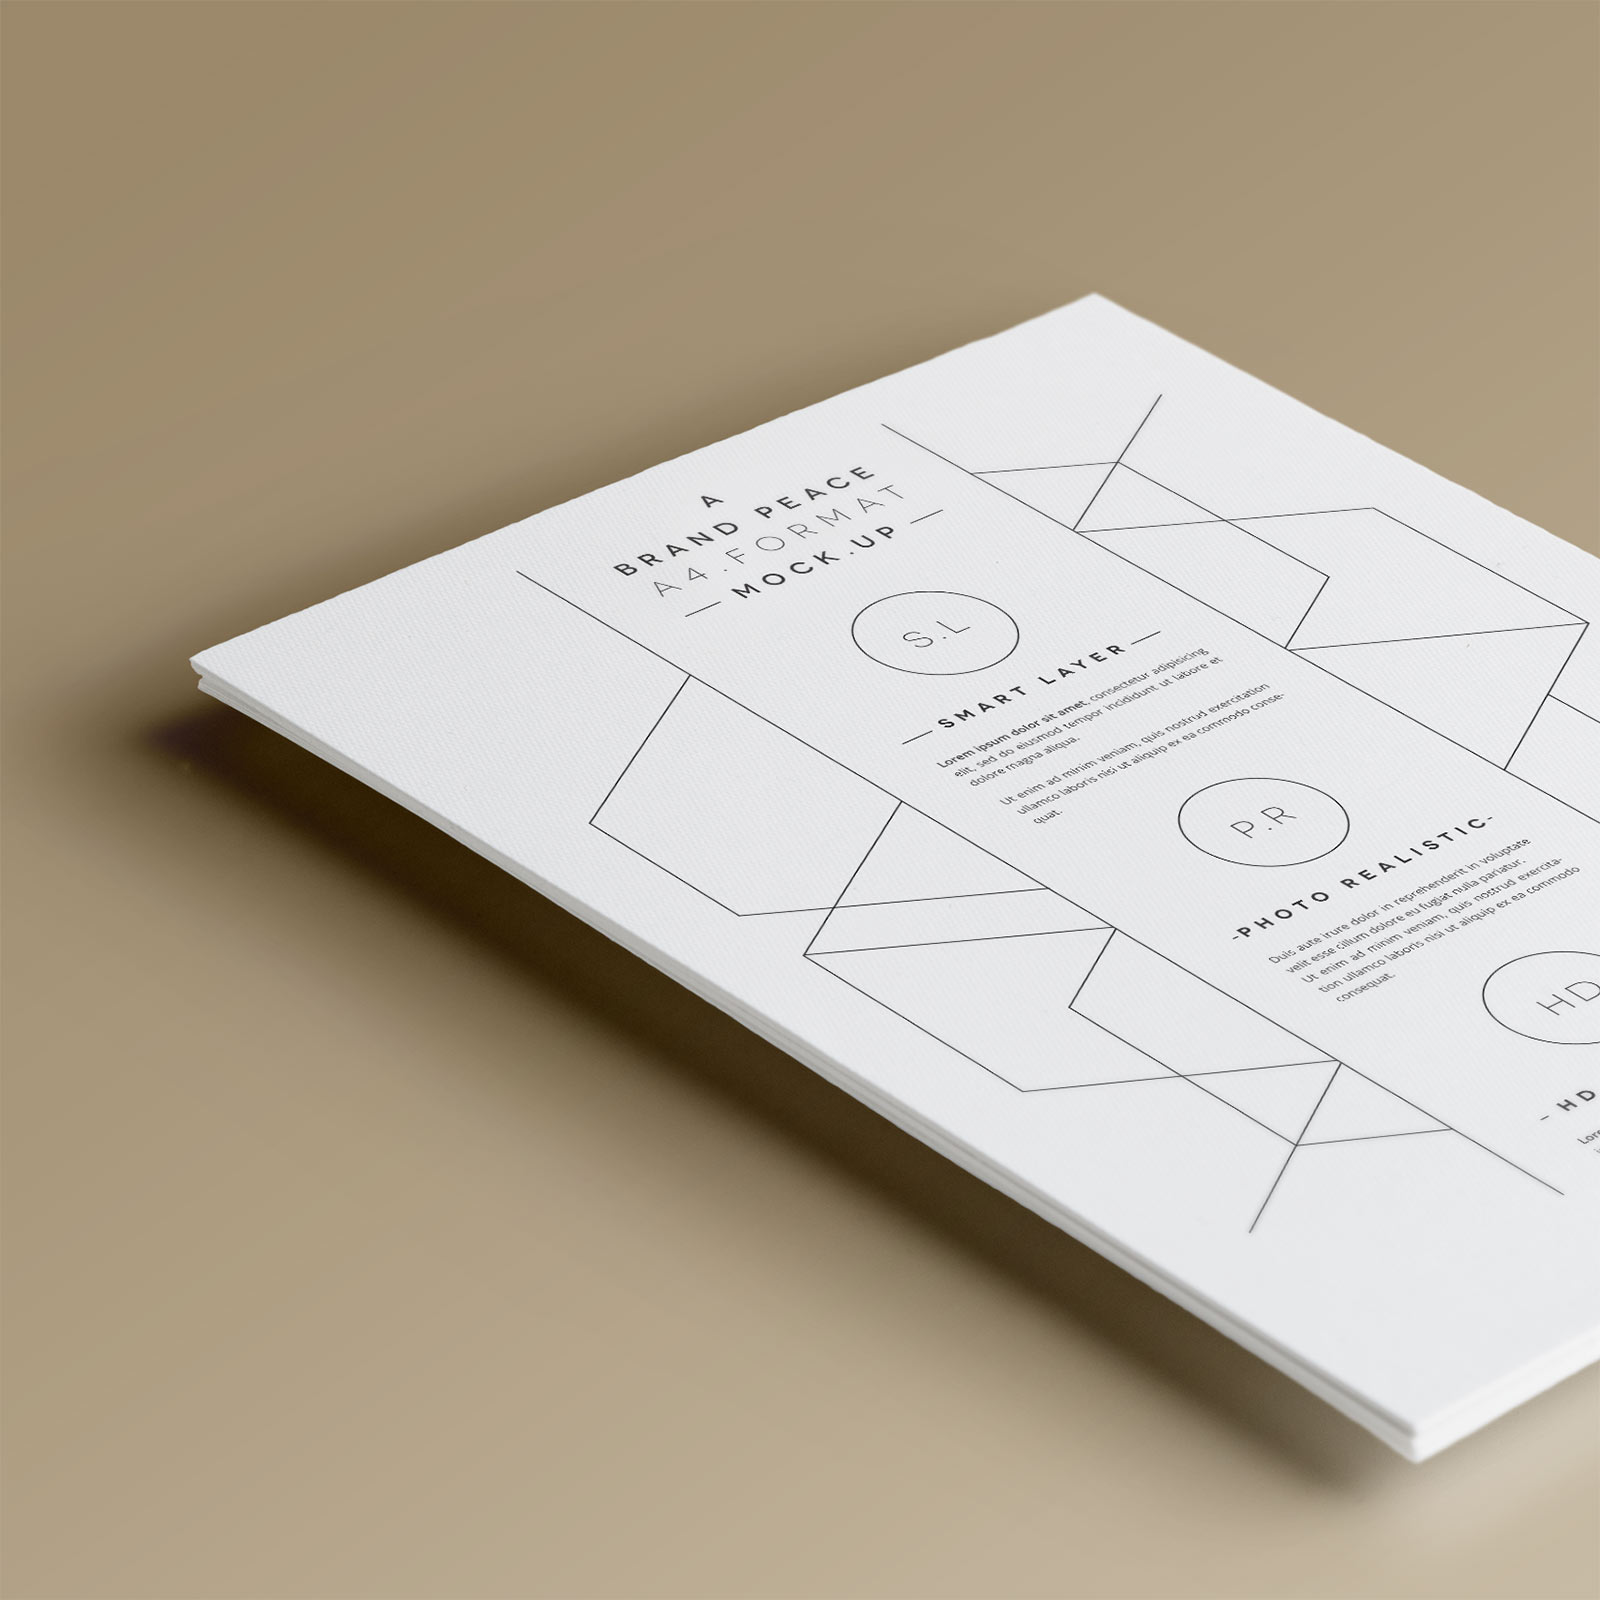 A
BRAND PEACE
A4.FORMAT
— MOCK.UP —
S.L
— SMART LAYER —
Lorem ipsum dolor sit amet, consectetur adipisicing
elit, sed do eiusmod tempor incididunt ut labore et
dolore magna aliqua.
Ut enim ad minim veniam, quis nostrud exercitation
ullamco laboris nisi ut aliquip ex ea commodo conse-
quat.
P.R
-PHOTO REALISTIC-
Duis aute irure dolor in reprehenderit in voluptate
velit esse cillum dolore eu fugiat nulla pariatur.
Ut enim ad minim veniam, quis nostrud exercita-
tion ullamco laboris nisi ut aliquip ex ea commodo
consequat.
HD
- HD